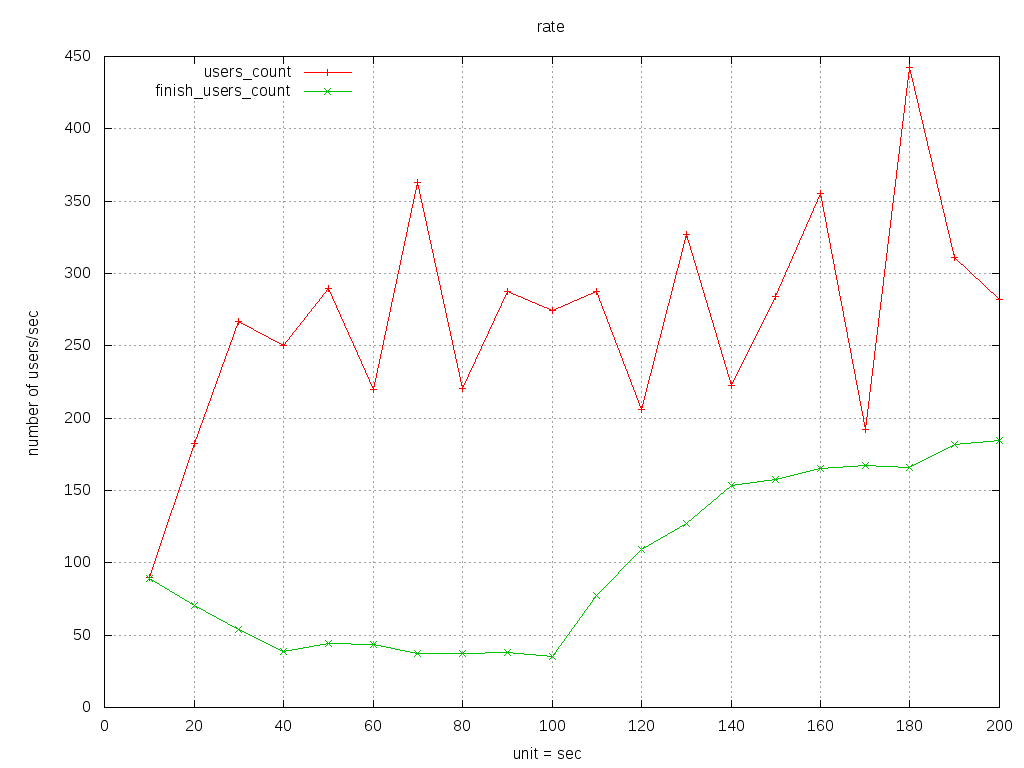 rate
450
400
350
300
250
200
150
100
50
0
users_count
finish_users_count
number of users/sec
0 20 40 60 80 100 120 140 160 180 200
unit = sec